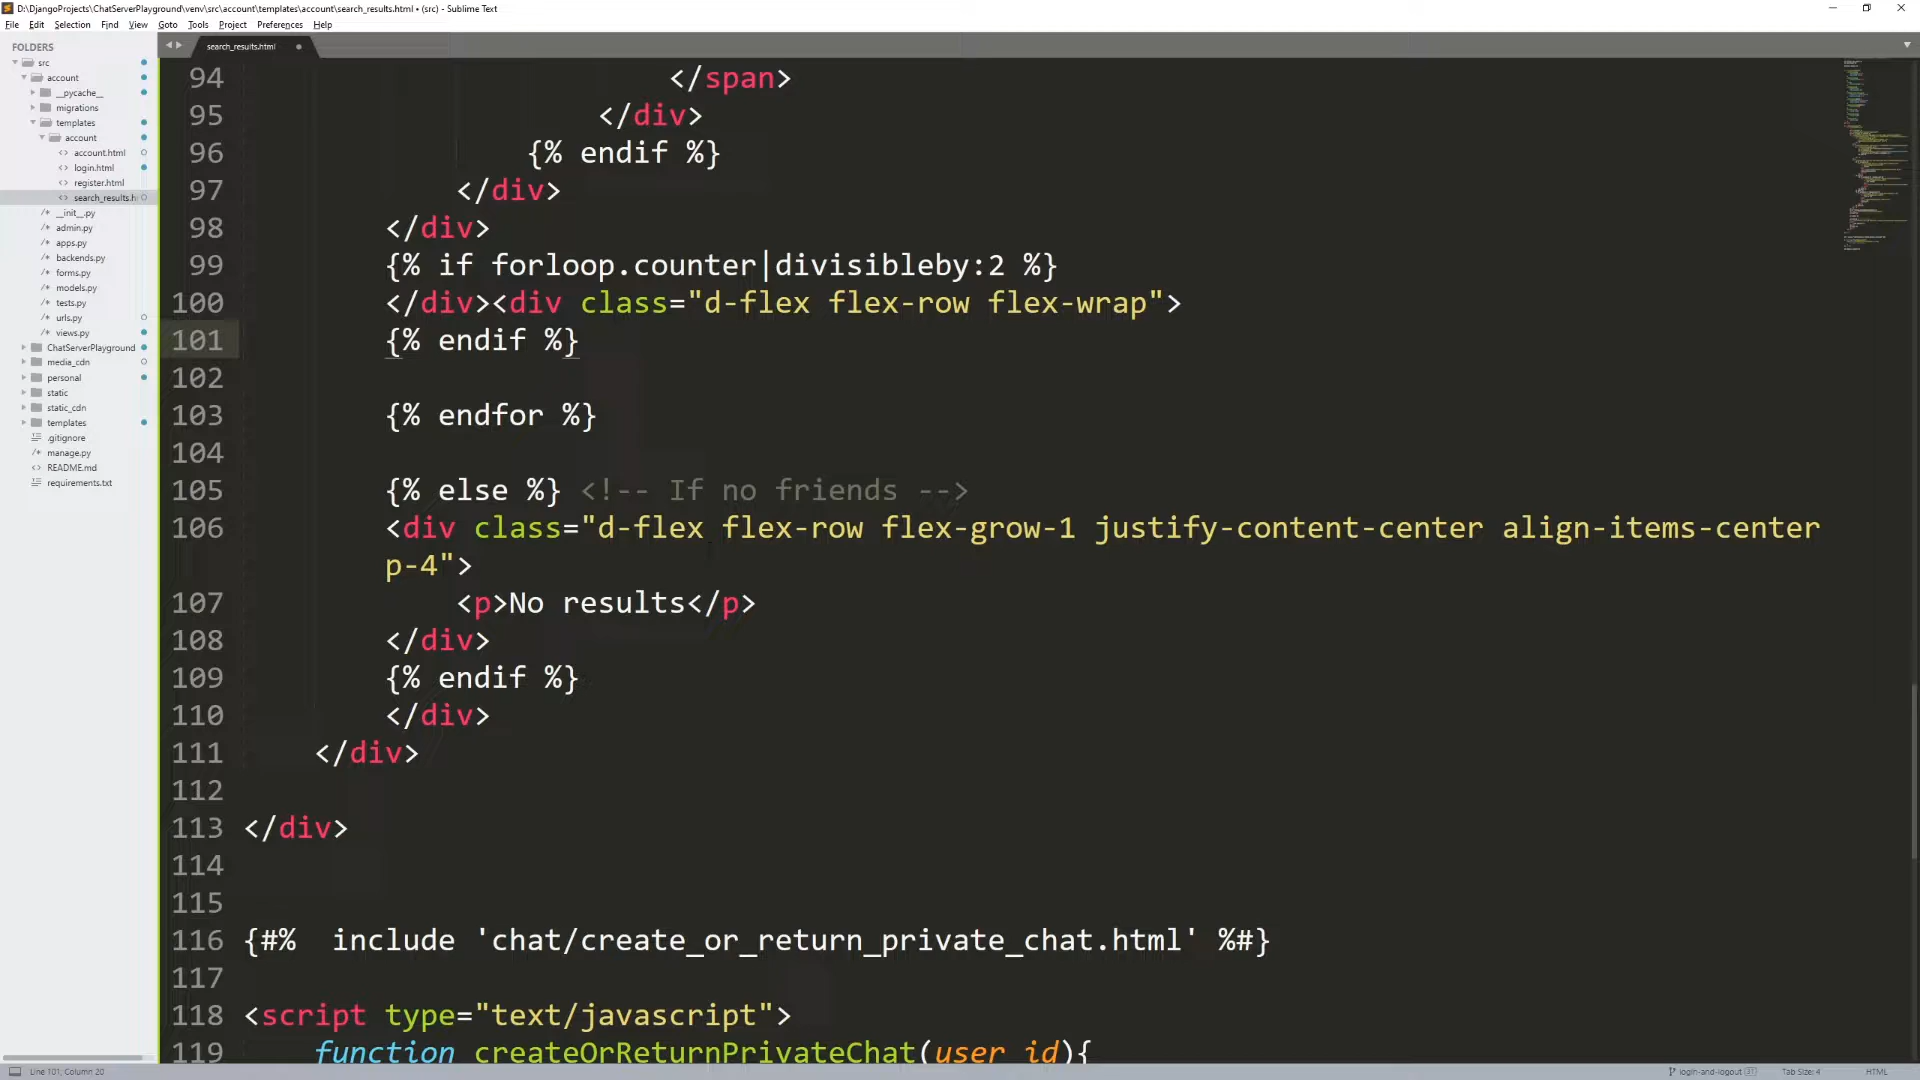 D:\DjangoProjects\ChatServerPlayground\venv\src\account\templates\account\search_results.html • (src) - Sublime Text
File Edit Selection Find View Goto Tools Project Preferences Help
FOLDERS
src
account
__pycache__
migrations
templates
account
account.html
login.html
register.html
search_results.h
__init__.py
admin.py
apps.py
backends.py
forms.py
models.py
tests.py
urls.py
views.py
ChatServerPlayground
media_cdn
personal
static
static_cdn
templates
.gitignore
manage.py
README.md
requirements.txt
search_results.html
94 </span>
95 </div>
96 {% endif %}
97 </div>
98 </div>
99 {% if forloop.counter|divisibleby:2 %}
100 </div><div class="d-flex flex-row flex-wrap">
101 {% endif %}
102
103 {% endfor %}
104
105 {% else %} <!-- If no friends -->
106 <div class="d-flex flex-row flex-grow-1 justify-content-center align-items-center
p-4">
107 <p>No results</p>
108 </div>
109 {% endif %}
110 </div>
111 </div>
112
113 </div>
114
115
116 {#% include 'chat/create_or_return_private_chat.html' %#}
117
118 <script type="text/javascript">
119 function createOrReturnPrivateChat(user_id){
Line 101, Column 20
login-and-logout
Tab Size: 4
HTML